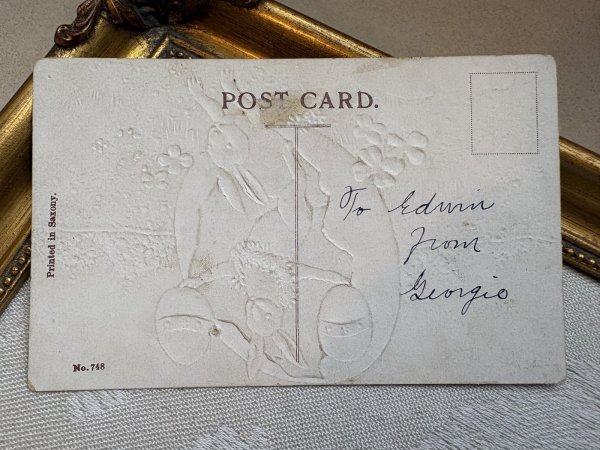 POST CARD.
Printed in Saxony.
To Edwin
From
Georgie
No. 748